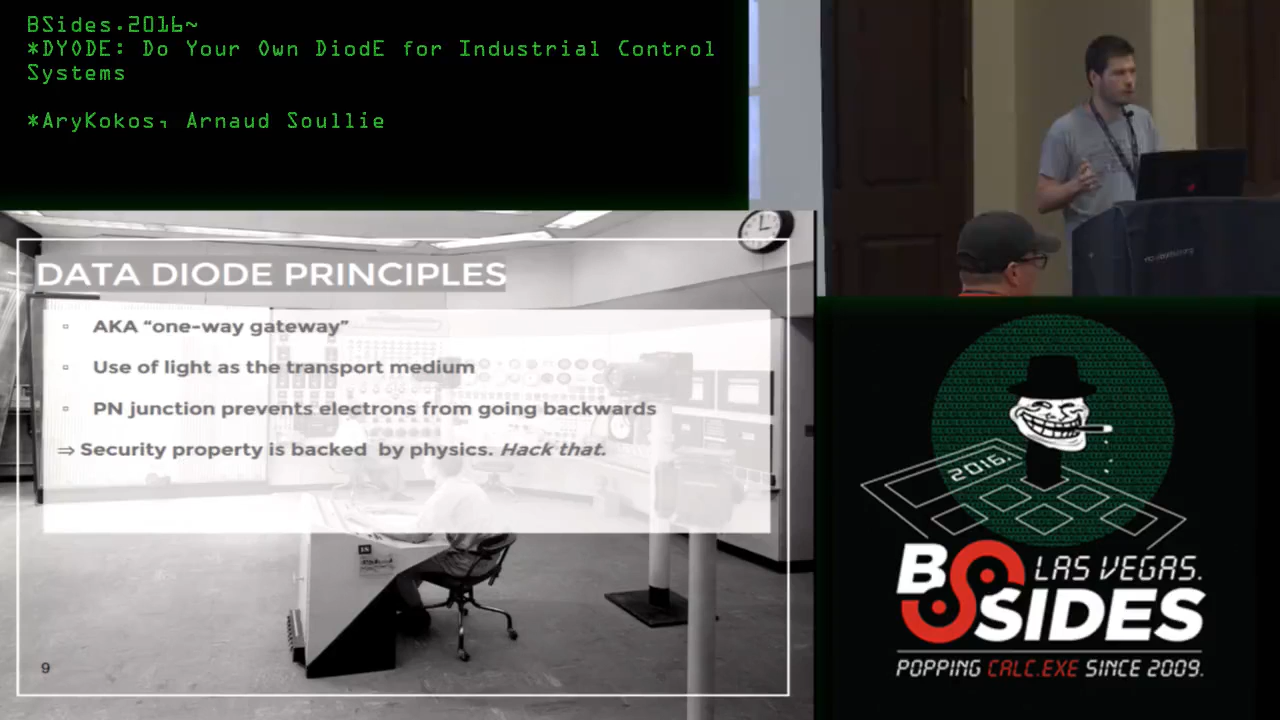 BSides.2016~
*DYODE: Do Your Own DiodE for Industrial Control
Systems
*AryKokos, Arnaud Soullie
DATA DIODE PRINCIPLES
▫ AKA “one-way gateway”
▫ Use of light as the transport medium
▫ PN junction prevents electrons from going backwards
⇒ Security property is backed by physics. Hack that.
9
2016.
BSIDES
LAS VEGAS.
POPPING CALC.EXE SINCE 2009.